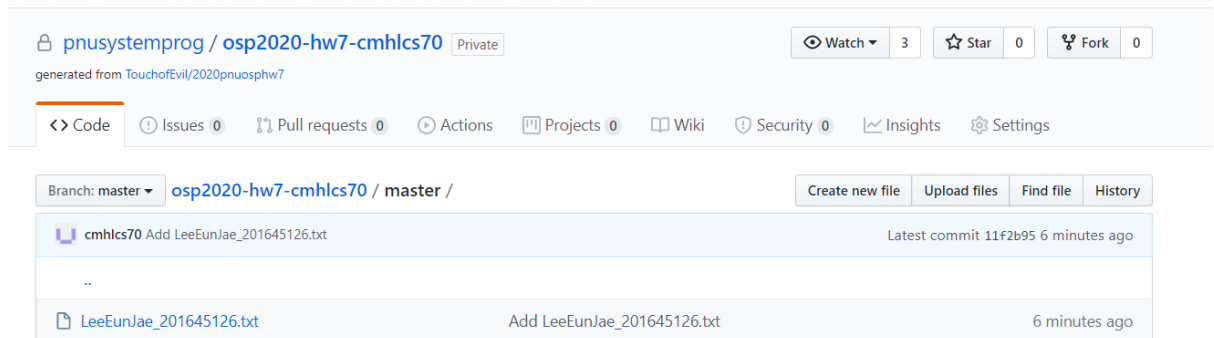 pnusystemprog / osp2020-hw7-cmhlcs70 Private Watch 3 Star 0 Fork 0
generated from TouchofEvil/2020pnuosphw7
Code Issues 0 Pull requests 0 Actions Projects 0 Wiki Security 0 Insights Settings
Branch: master osp2020-hw7-cmhlcs70 / master / Create new file Upload files Find file History
cmhlcs70 Add LeeEunJae_201645126.txt Latest commit 11f2b95 6 minutes ago
..
LeeEunJae_201645126.txt Add LeeEunJae_201645126.txt 6 minutes ago